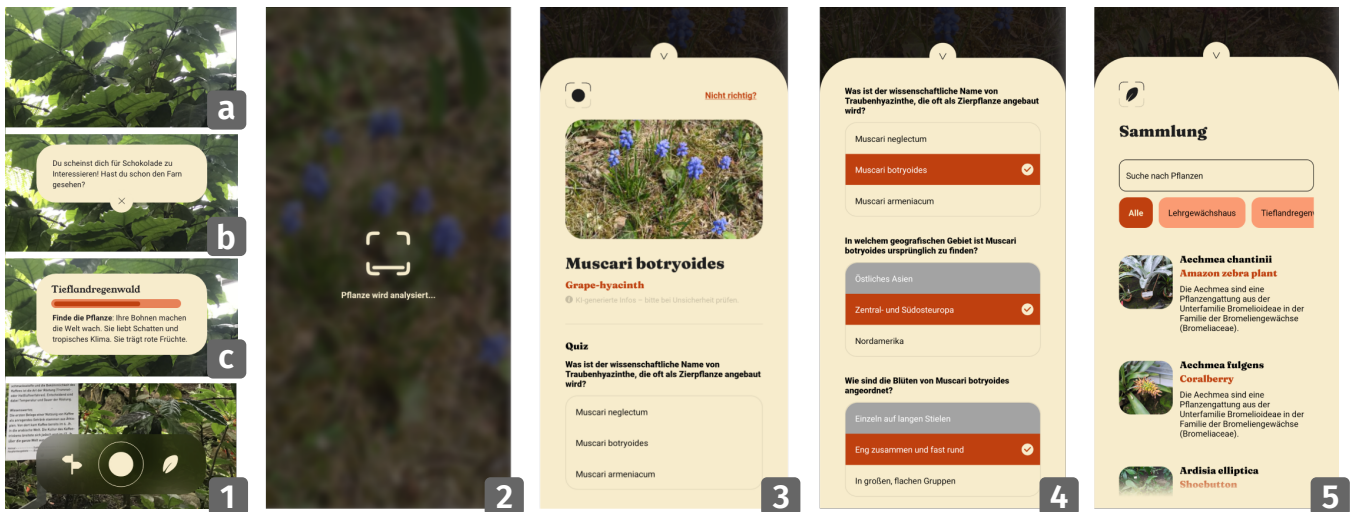 a
Du scheinst dich für Schokolade zu
Interessieren! Hast du schon den Farn
gesehen?
b
Tieflandregenwald
Finde die Pflanze: Ihre Bohnen machen
die Welt wach. Sie liebt Schatten und
tropisches Klima. Sie trägt rote Früchte.
c
1
Pflanze wird analysiert...
2
Nicht richtig?
Muscari botryoides
Grape-hyacinth
KI-generierte Infos – bitte bei Unsicherheit prüfen.
Quiz
Was ist der wissenschaftliche Name von
Traubenhyazinthe, die oft als Zierpflanze angebaut
wird?
Muscari neglectum
Muscari botryoides
Muscari armeniacum
3
Was ist der wissenschaftliche Name von
Traubenhyazinthe, die oft als Zierpflanze angebaut
wird?
Muscari neglectum
Muscari botryoides
Muscari armeniacum
In welchem geografischen Gebiet ist Muscari
botryoides ursprünglich zu finden?
Östliches Asien
Zentral- und Südosteuropa
Nordamerika
Wie sind die Blüten von Muscari botryoides
angeordnet?
Einzeln auf langen Stielen
Eng zusammen und fast rund
In großen, flachen Gruppen
4
Sammlung
Suche nach Pflanzen
Alle Lehrgewächshaus Tieflandregenw
Aechmea chantinii
Amazon zebra plant
Die Aechmea sind eine
Pflanzengattung aus der
Unterfamilie Bromelioideae in der
Familie der Bromeliengewächse
(Bromeliaceae).
Aechmea fulgens
Coralberry
Die Aechmea sind eine
Pflanzengattung aus der
Unterfamilie Bromelioideae in der
Familie der Bromeliengewächse
(Bromeliaceae).
Ardisia elliptica
Shoebutton
5